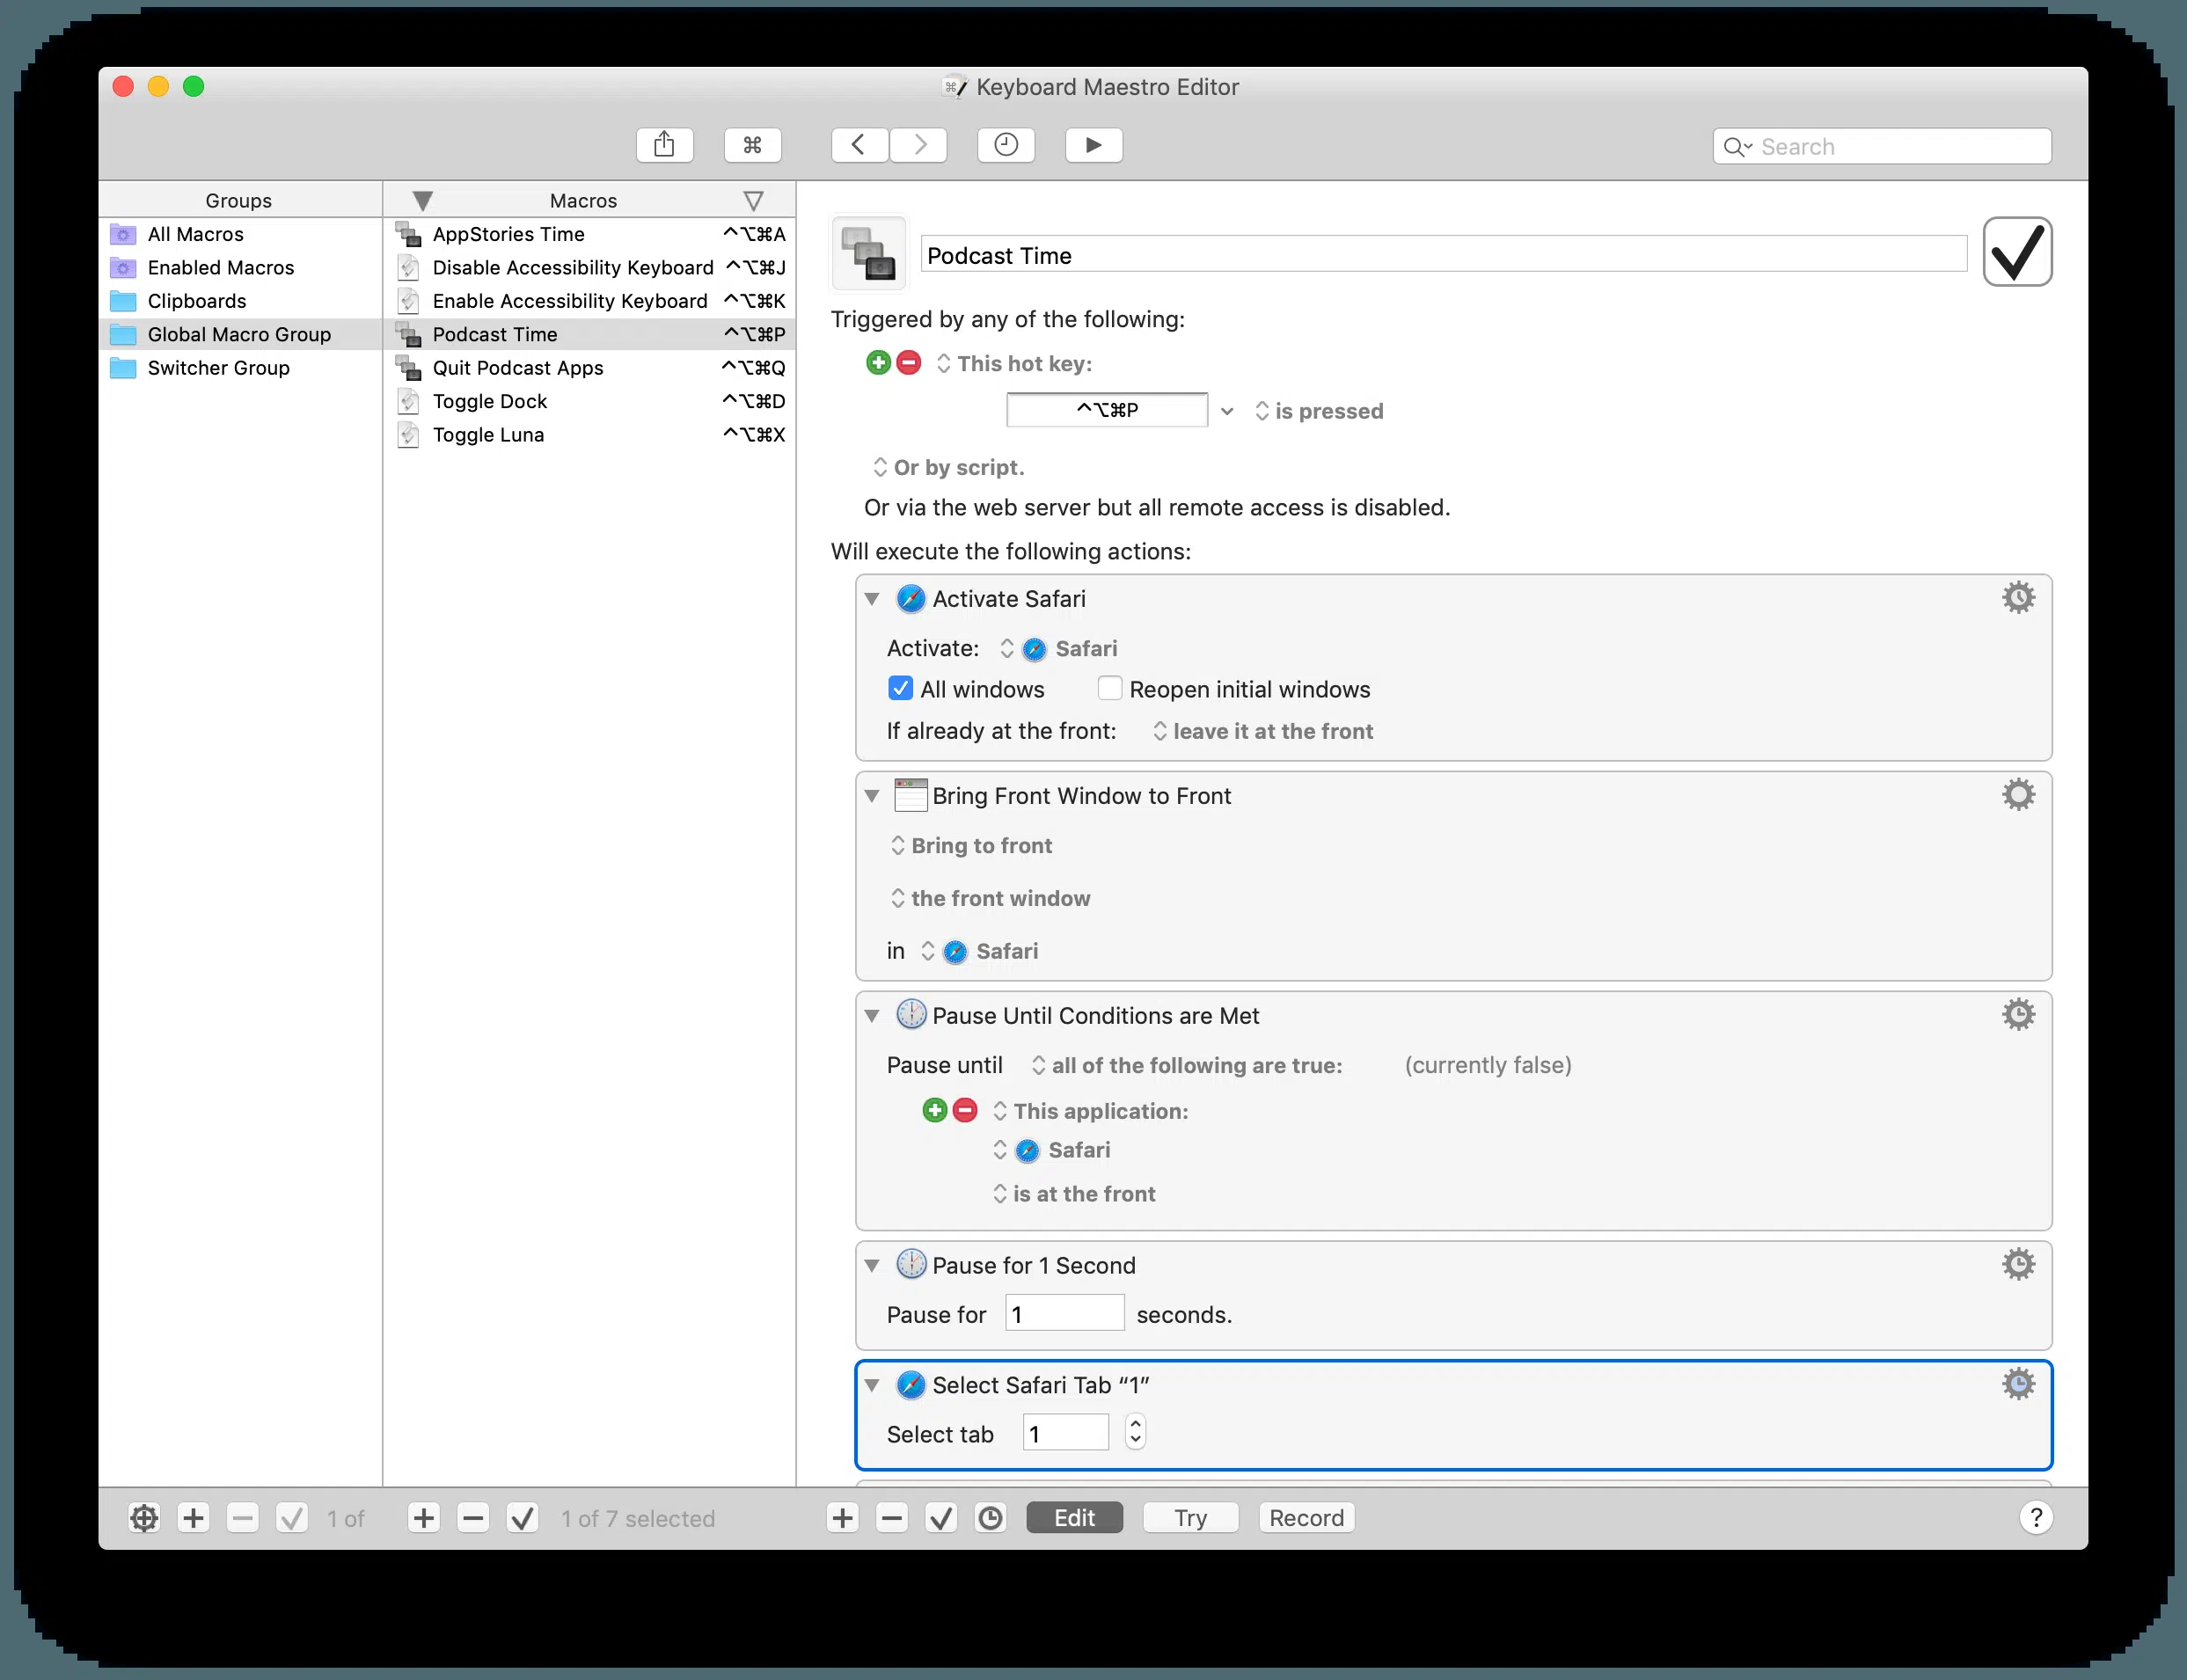 Keyboard Maestro Editor
Search
Groups
All Macros
Enabled Macros
Clipboards
Global Macro Group
Switcher Group
Macros
AppStories Time ^⌥⌘A
Disable Accessibility Keyboard ^⌥⌘J
Enable Accessibility Keyboard ^⌥⌘K
Podcast Time ^⌥⌘P
Quit Podcast Apps ^⌥⌘Q
Toggle Dock ^⌥⌘D
Toggle Luna ^⌥⌘X
Podcast Time
Triggered by any of the following:
This hot key:
^⌥⌘P is pressed
Or by script.
Or via the web server but all remote access is disabled.
Will execute the following actions:
Activate Safari
Activate: Safari
All windows Reopen initial windows
If already at the front: leave it at the front
Bring Front Window to Front
Bring to front
the front window
in Safari
Pause Until Conditions are Met
Pause until all of the following are true: (currently false)
This application:
Safari
is at the front
Pause for 1 Second
Pause for 1 seconds.
Select Safari Tab “1”
Select tab 1
1 of
1 of 7 selected
Edit Try Record ?